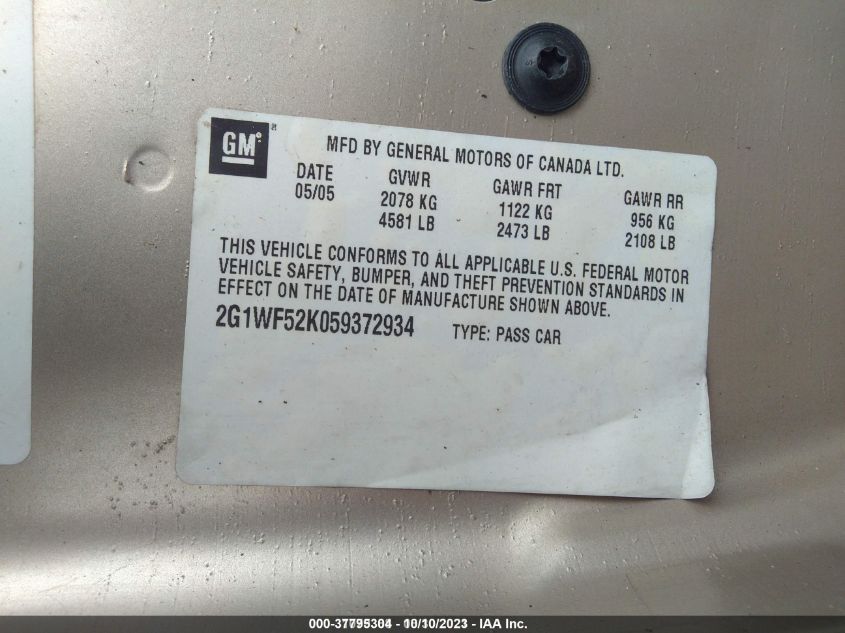 GM
MFD BY GENERAL MOTORS OF CANADA LTD.
DATE GVWR GAWR FRT GAWR RR
05/05 2078 KG 1122 KG 956 KG
4581 LB 2473 LB 2108 LB
THIS VEHICLE CONFORMS TO ALL APPLICABLE U.S. FEDERAL MOTOR
VEHICLE SAFETY, BUMPER, AND THEFT PREVENTION STANDARDS IN
EFFECT ON THE DATE OF MANUFACTURE SHOWN ABOVE.
2G1WF52K059372934 TYPE: PASS CAR
000-37795304 - 10/10/2023 - IAA Inc.